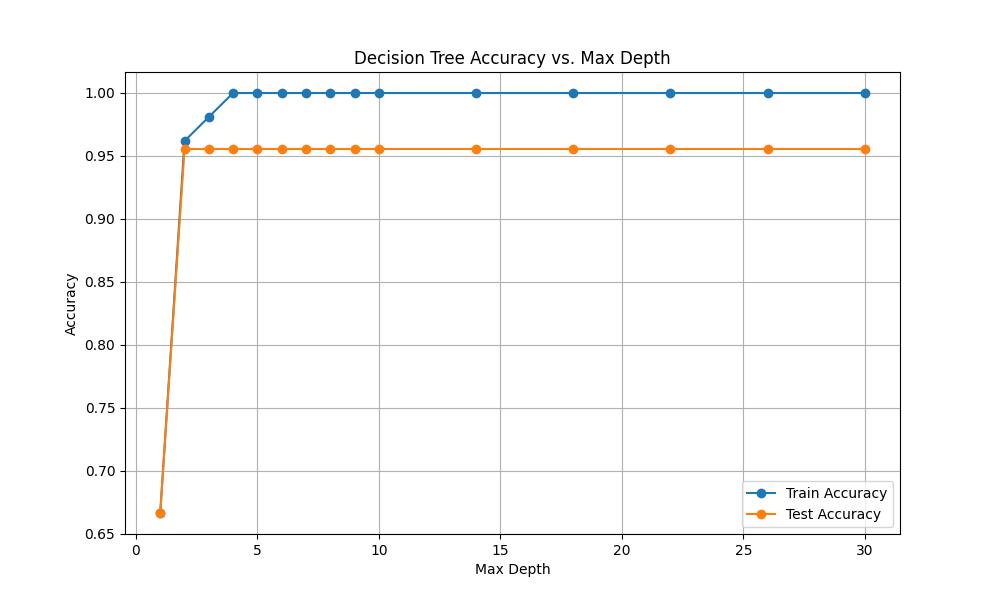 Decision Tree Accuracy vs. Max Depth
1.00
0.95
0.90
0.85
0.80
0.75
0.70
0.65
Accuracy
Train Accuracy
Test Accuracy
0 5 10 15 20 25 30
Max Depth